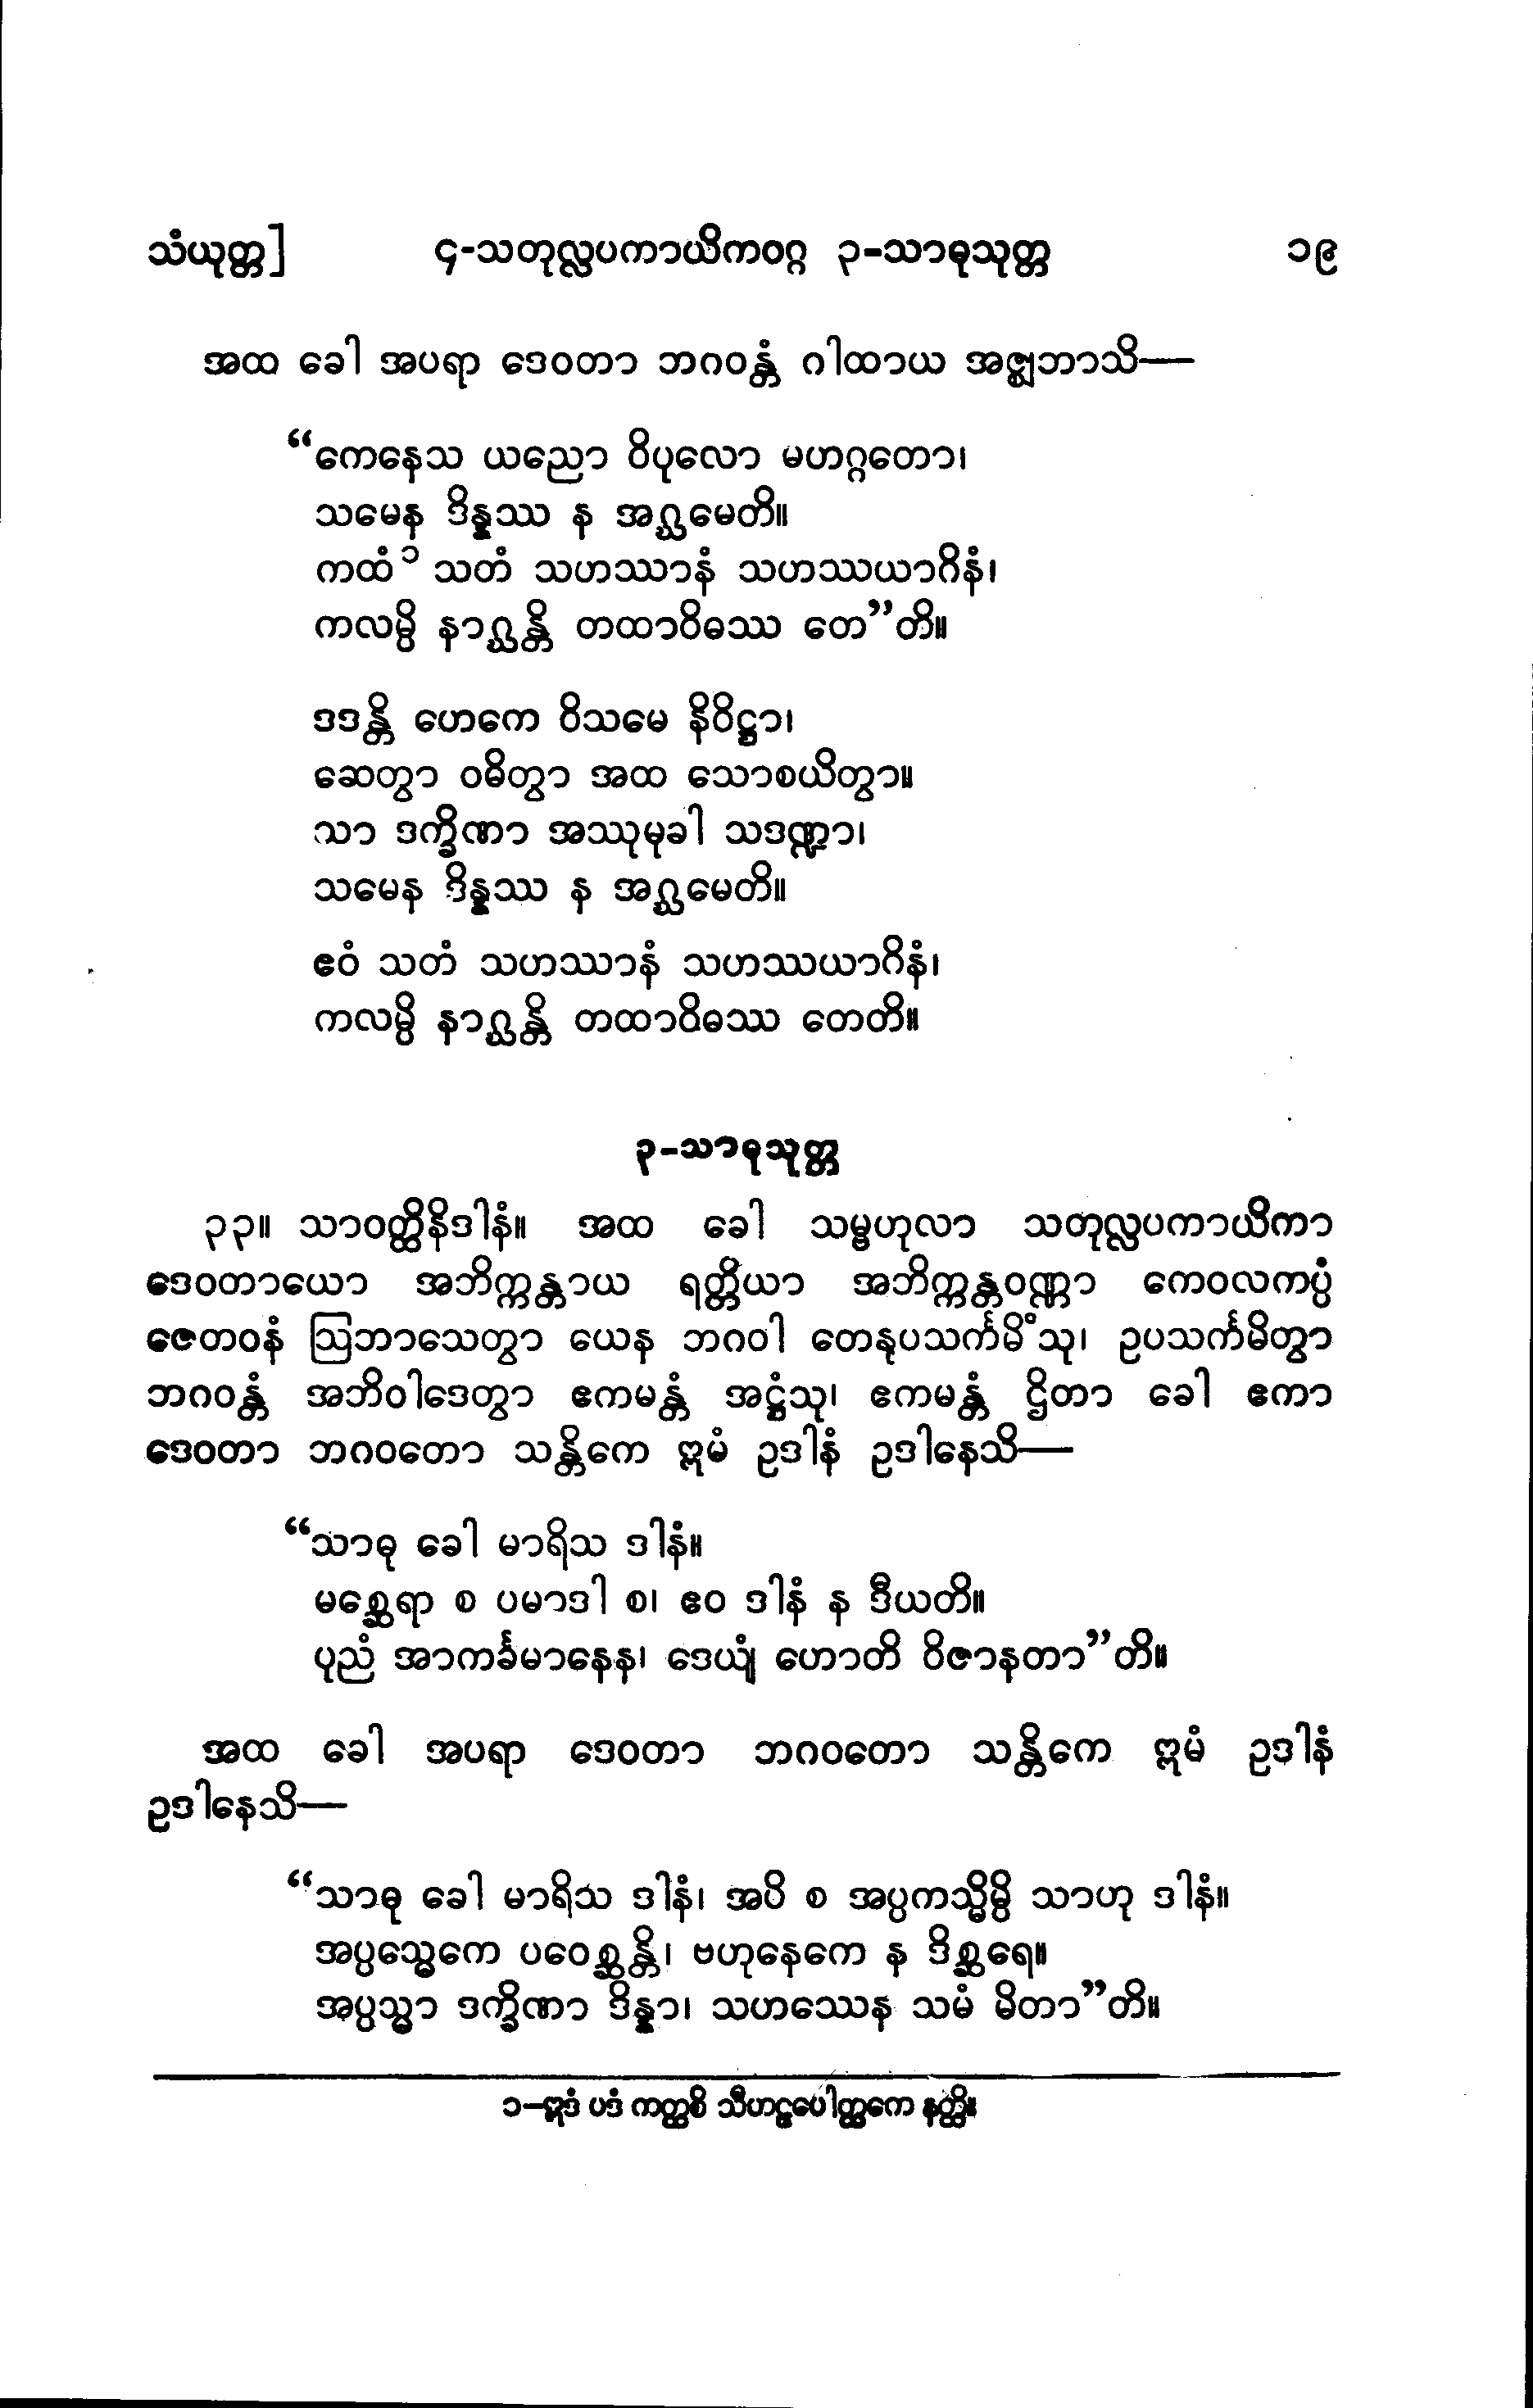 သံယုတ္တ] ၄-သတုလ္လပကာယိကဝဂ္ဂ ၃-သာဓုသုတ္တ ၁၉
အထ ခေါ အပရာ ဒေဝတာ ဘဂဝန္တံ ဂါထာယ အဇ္ဈဘာသိ—
“ကေနေသ ယညော ဝိပုလော မဟဂ္ဂတော၊
သမေန ဒိန္နဿ န အဂ္ဃမေတိ။
ကထံ၁ သတံ သဟဿာနံ သဟဿယာဂိနံ၊
ကလမ္ပိ နာဂ္ဃန္တိ တထာဝိဓဿ တေ”တိ။
ဒဒန္တိ ဟေကေ ဝိသမေ နိဝိဋ္ဌာ၊
ဆေတွာ ဝဓိတွာ အထ သောစယိတွာ။
သာ ဒက္ခိဏာ အဿုမုခါ သဒဏ္ဍာ၊
သမေန ဒိန္နဿ န အဂ္ဃမေတိ။
ဧဝံ သတံ သဟဿာနံ သဟဿယာဂိနံ၊
ကလမ္ပိ နာဂ္ဃန္တိ တထာဝိဓဿ တေတိ။
၃-သာဓုသုတ္တ
၃၃။ သာဝတ္ထိနိဒါနံ။ အထ ခေါ သမ္ဗဟုလာ သတုလ္လပကာယိကာ
ဒေဝတာယော အဘိက္ကန္တာယ ရတ္တိယာ အဘိက္ကန္တဝဏ္ဏာ ကေဝလကပ္ပံ
ဇေတဝနံ ဩဘာသေတွာ ယေန ဘဂဝါ တေနုပသင်္ကမိံသု၊ ဥပသင်္ကမိတွာ
ဘဂဝန္တံ အဘိဝါဒေတွာ ဧကမန္တံ အဋ္ဌံသု၊ ဧကမန္တံ ဌိတာ ခေါ ဧကာ
ဒေဝတာ ဘဂဝတော သန္တိကေ ဣမံ ဥဒါနံ ဥဒါနေသိ—
“သာဓု ခေါ မာရိသ ဒါနံ။
မစ္ဆေရာ စ ပမာဒါ စ၊ ဧဝ ဒါနံ န ဒီယတိ။
ပုညံ အာကင်္ခမာနေန၊ ဒေယျံ ဟောတိ ဝိဇာနတာ”တိ။
အထ ခေါ အပရာ ဒေဝတာ ဘဂဝတော သန္တိကေ ဣမံ ဥဒါနံ
ဥဒါနေသိ—
“သာဓု ခေါ မာရိသ ဒါနံ၊ အပိ စ အပ္ပကသ္မိမ္ပိ သာဟု ဒါနံ။
အပ္ပသ္မေကေ ပဝေစ္ဆန္တိ၊ ဗဟုနေကေ န ဒိစ္ဆရေ။
အပ္ပသ္မာ ဒက္ခိဏာ ဒိန္နာ၊ သဟဿေန သမံ မိတာ”တိ။
၁-ဣဒံ ပဒံ ကတ္ထစိ သီဟဠပေါတ္ထကေ နတ္ထိ။